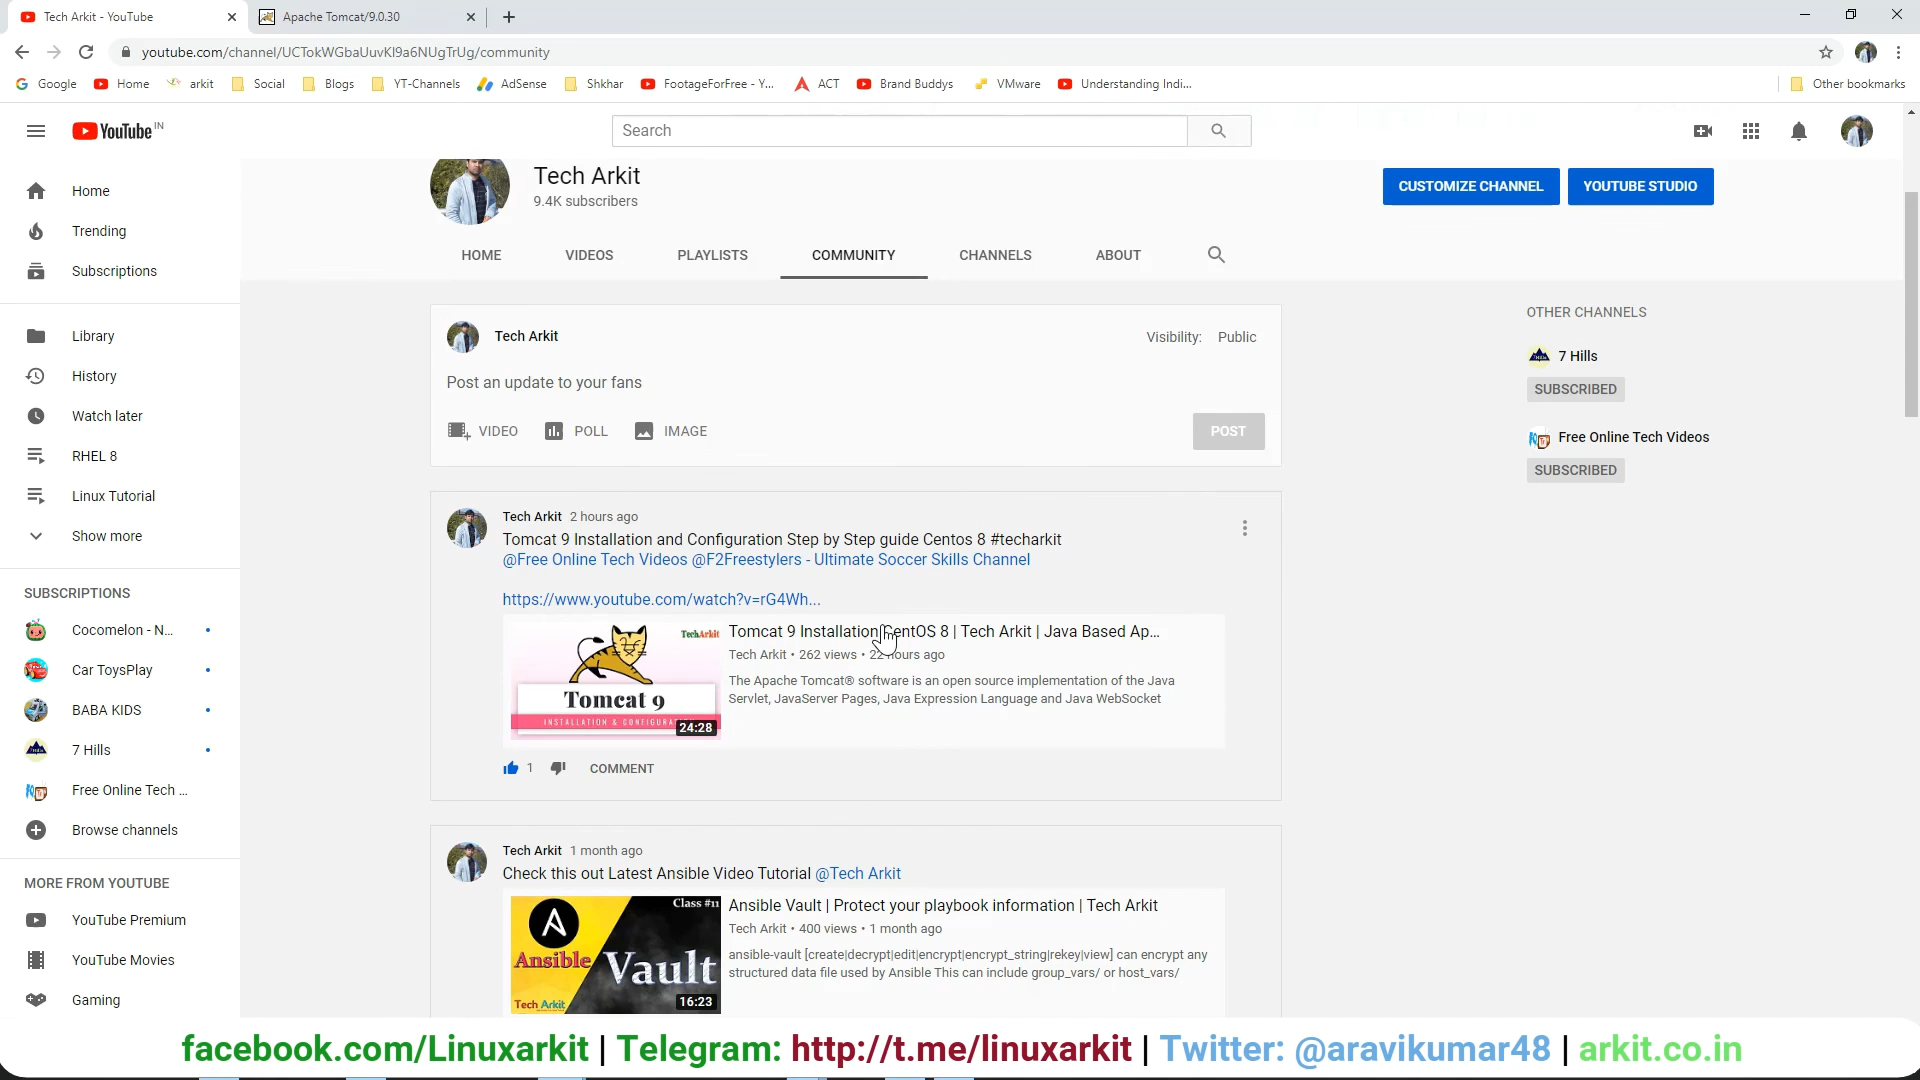 Tech Arkit - YouTube
Apache Tomcat/9.0.30
youtube.com/channel/UCTokWGbaUuvKI9a6NUgTrUg/community
Google
Home
arkit
Social
Blogs
YT-Channels
AdSense
Shkhar
FootageForFree - Y...
ACT
Brand Buddys
VMware
Understanding Indi...
Other bookmarks
YouTube IN
Search
Home
Trending
Subscriptions
Library
History
Watch later
RHEL 8
Linux Tutorial
Show more
SUBSCRIPTIONS
Cocomelon - N...
Car ToysPlay
BABA KIDS
7 Hills
Free Online Tech ...
Browse channels
MORE FROM YOUTUBE
YouTube Premium
YouTube Movies
Gaming
Tech Arkit
9.4K subscribers
CUSTOMIZE CHANNEL
YOUTUBE STUDIO
HOME
VIDEOS
PLAYLISTS
COMMUNITY
CHANNELS
ABOUT
Tech Arkit
Visibility: Public
Post an update to your fans
VIDEO
POLL
IMAGE
POST
Tech Arkit 2 hours ago
Tomcat 9 Installation and Configuration Step by Step guide Centos 8 #techarkit
@Free Online Tech Videos @F2Freestylers - Ultimate Soccer Skills Channel
https://www.youtube.com/watch?v=rG4Wh...
TechArkit
Tomcat 9
24:28
Tomcat 9 Installation CentOS 8 | Tech Arkit | Java Based Ap...
Tech Arkit • 262 views • 22 hours ago
The Apache Tomcat® software is an open source implementation of the Java
Servlet, JavaServer Pages, Java Expression Language and Java WebSocket
1
COMMENT
Tech Arkit 1 month ago
Check this out Latest Ansible Video Tutorial @Tech Arkit
Class #11
Ansible
Vault
Tech Arkit
16:23
Ansible Vault | Protect your playbook information | Tech Arkit
Tech Arkit • 400 views • 1 month ago
ansible-vault [create|decrypt|edit|encrypt|encrypt_string|rekey|view] can encrypt any
structured data file used by Ansible This can include group_vars/ or host_vars/
OTHER CHANNELS
7 Hills
SUBSCRIBED
Free Online Tech Videos
SUBSCRIBED
facebook.com/Linuxarkit | Telegram: http://t.me/linuxarkit | Twitter: @aravikumar48 | arkit.co.in